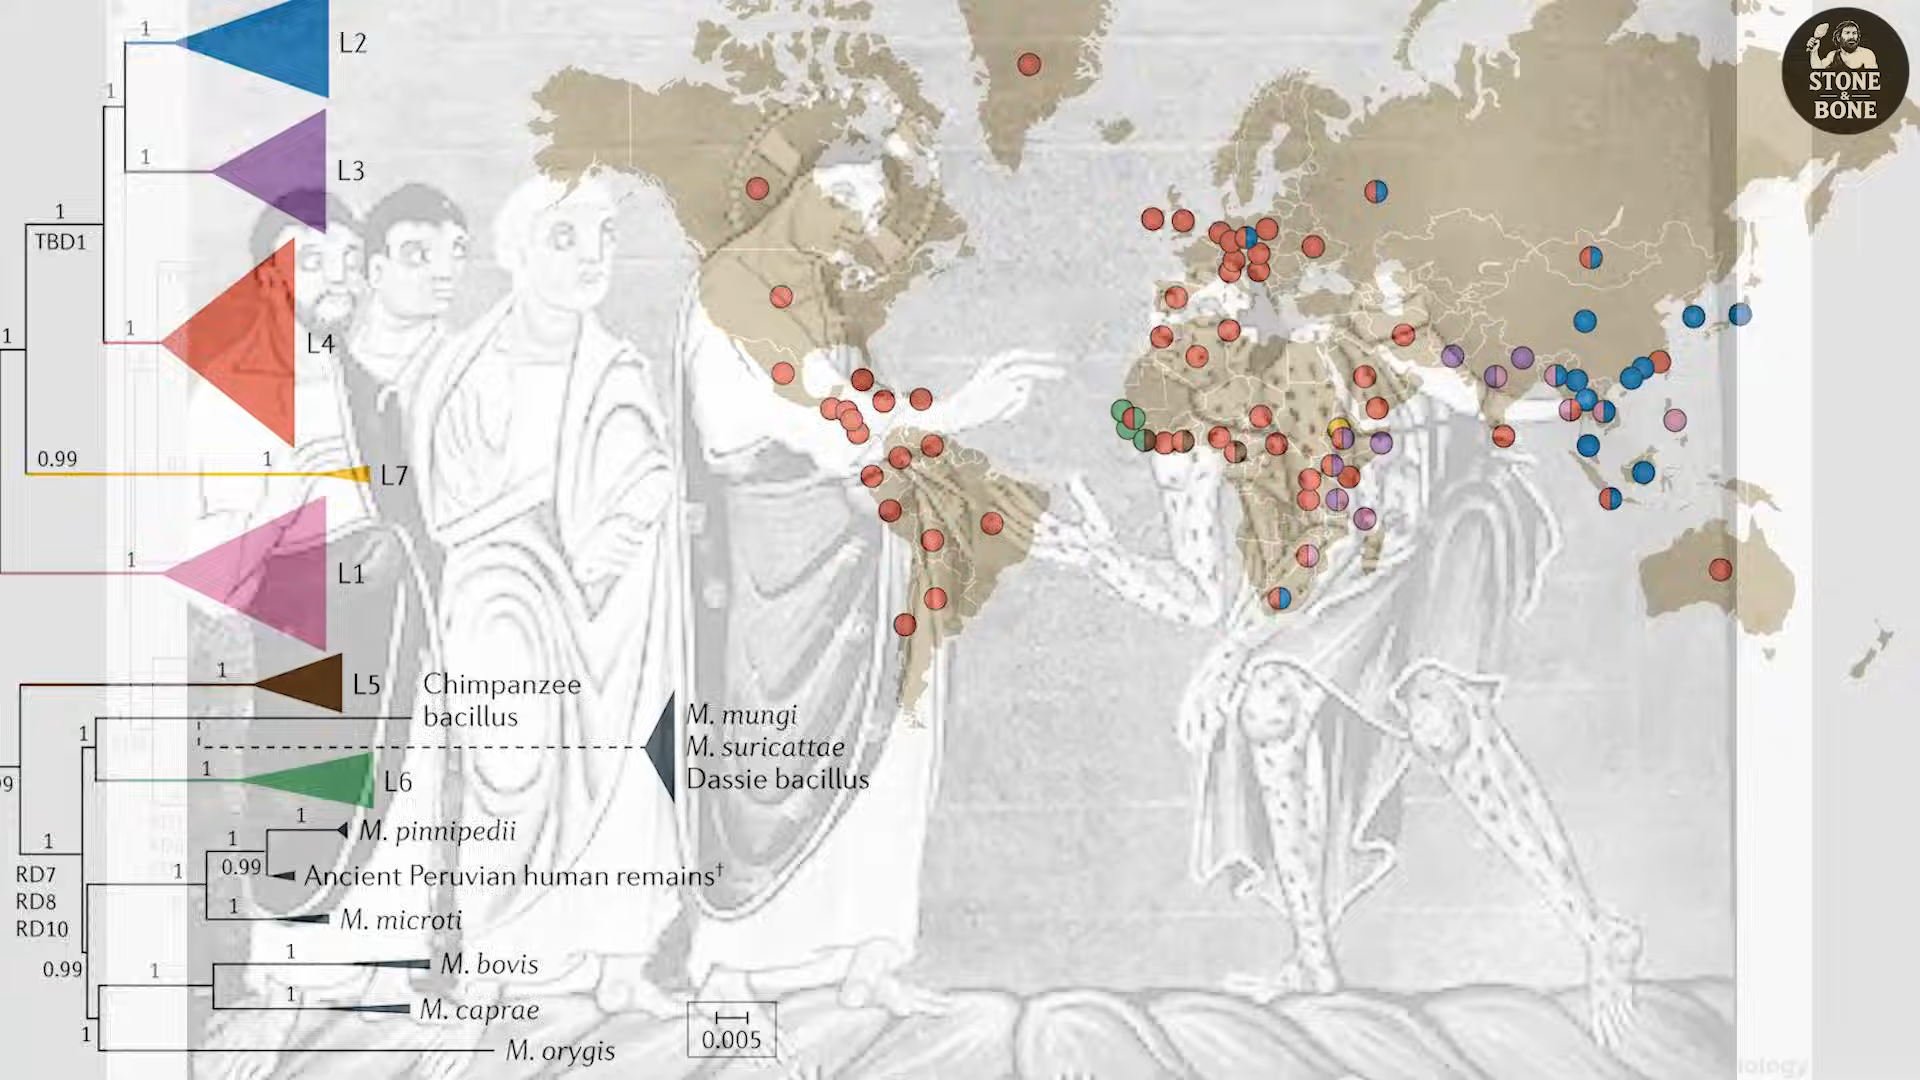 STONE
&
BONE
1
L2
1
1
L3
1
TBD1
1
1
L4
0.99
1
L7
1
L1
1
L5
Chimpanzee
bacillus
1
M. mungi
M. suricattae
Dassie bacillus
99
1
L6
1
M. pinnipedii
1
1
0.99
Ancient Peruvian human remains†
1
RD7
RD8
RD10
1
M. microti
1
M. bovis
0.99
1
1
M. caprae
1
M. orygis
0.005